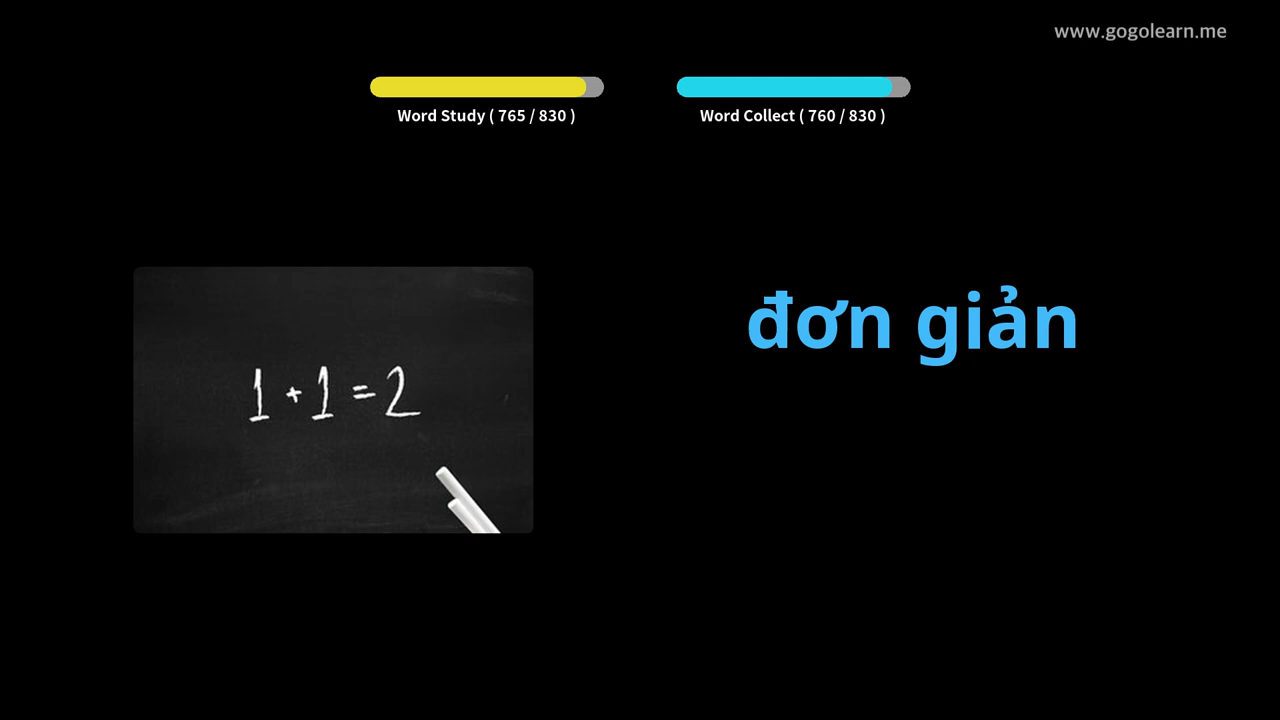 www.gogolearn.me
Word Study ( 765 / 830 )
Word Collect ( 760 / 830 )
1 + 1 = 2
đơn giản